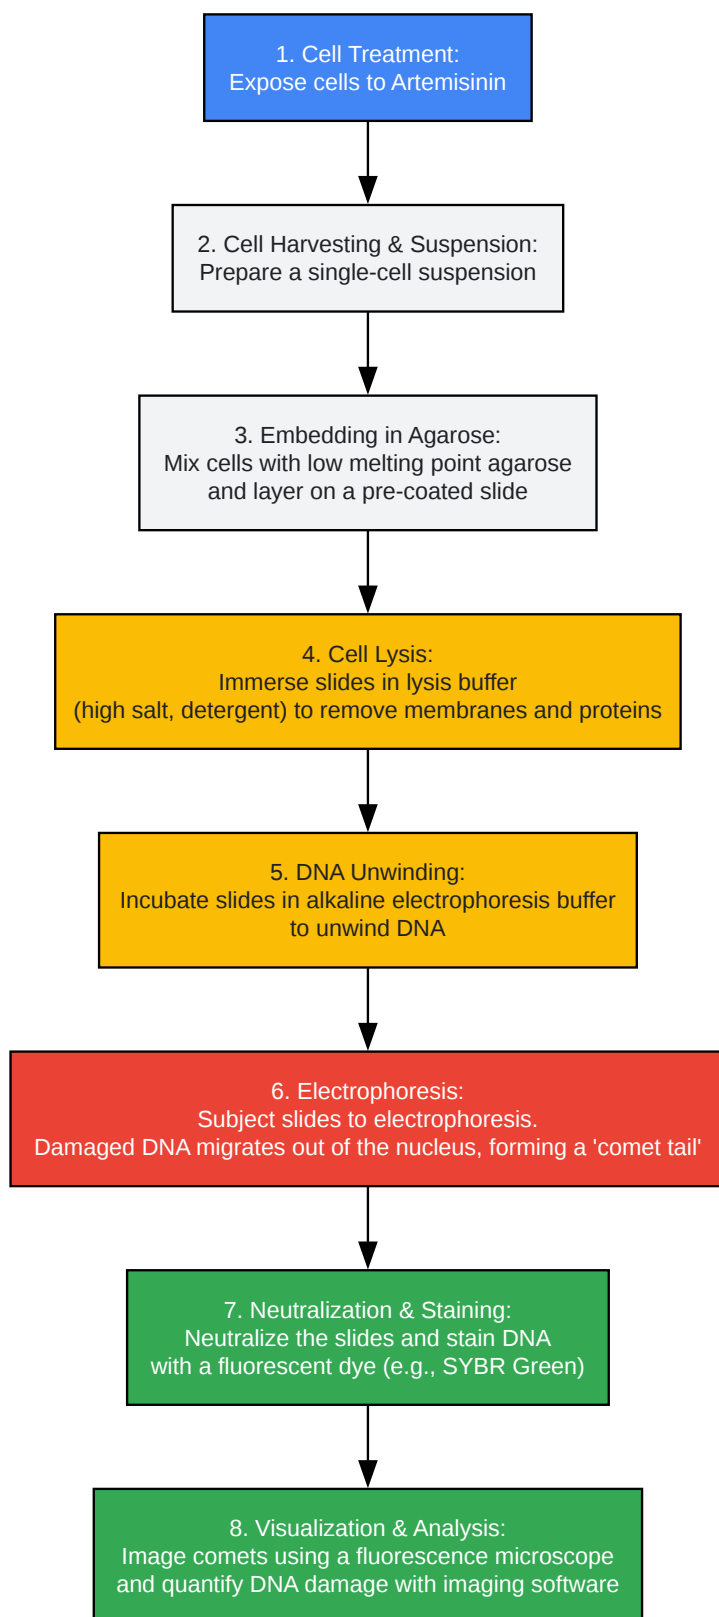 1. Cell Treatment:
Expose cells to Artemisinin
2. Cell Harvesting & Suspension:
Prepare a single-cell suspension
3. Embedding in Agarose:
Mix cells with low melting point agarose
and layer on a pre-coated slide
4. Cell Lysis:
Immerse slides in lysis buffer
(high salt, detergent) to remove membranes and proteins
5. DNA Unwinding:
Incubate slides in alkaline electrophoresis buffer
to unwind DNA
6. Electrophoresis:
Subject slides to electrophoresis.
Damaged DNA migrates out of the nucleus, forming a 'comet tail'
7. Neutralization & Staining:
Neutralize the slides and stain DNA
with a fluorescent dye (e.g., SYBR Green)
8. Visualization & Analysis:
Image comets using a fluorescence microscope
and quantify DNA damage with imaging software